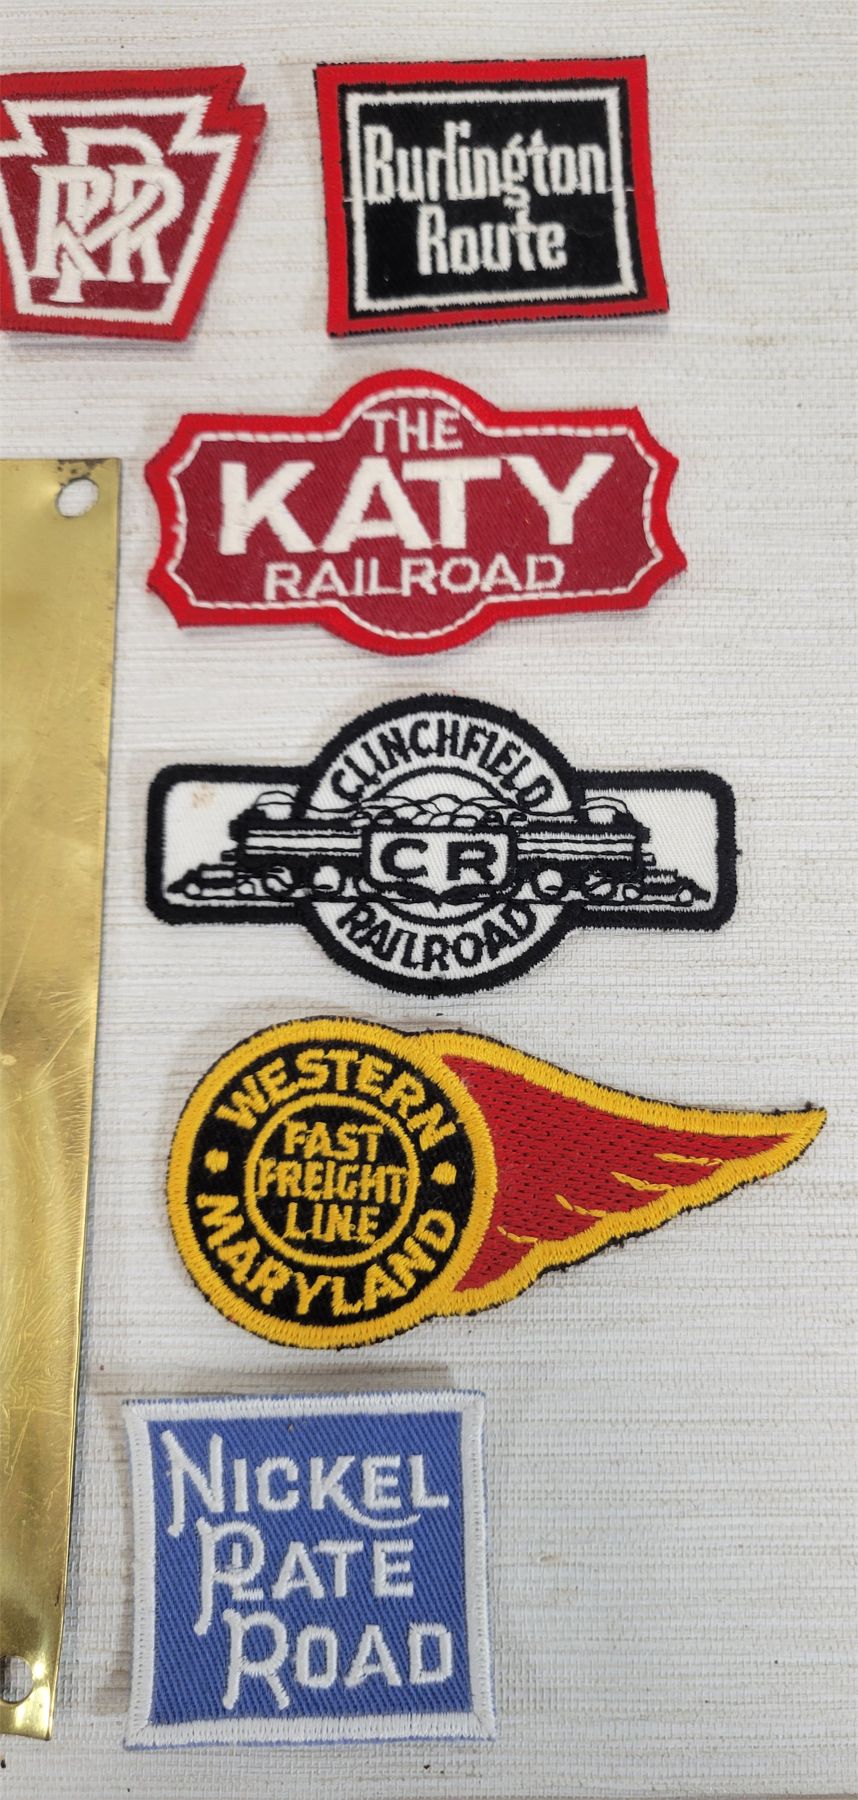 PRR
Burlington
Route
THE
KATY
RAILROAD
CLINCHFIELD
CR
RAILROAD
WESTERN
FAST
FREIGHT
LINE
MARYLAND
NICKEL
PLATE
ROAD